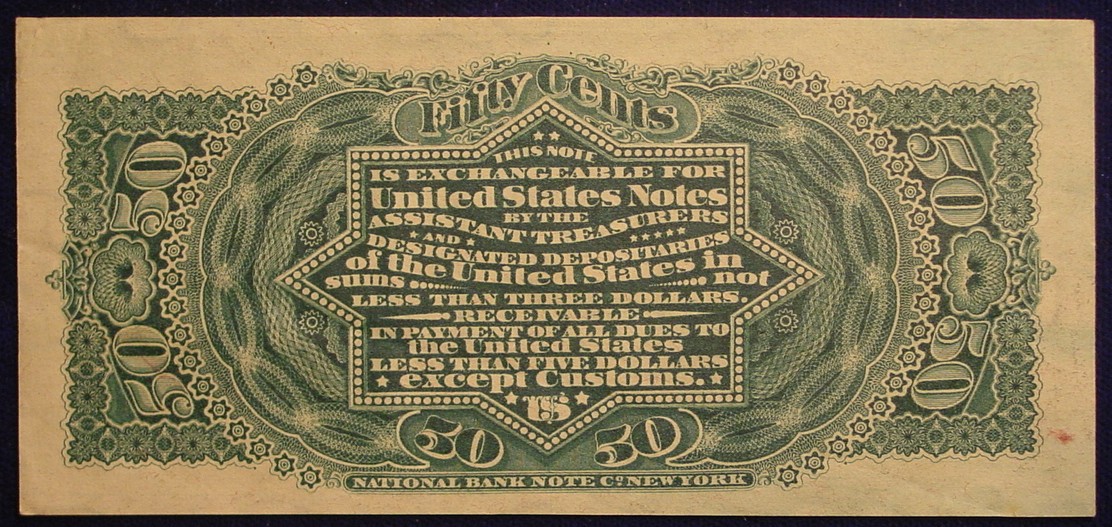 Fifty Cents
THIS NOTE
IS EXCHANGEABLE FOR
United States Notes
BY THE
ASSISTANT TREASURERS
AND
DESIGNATED DEPOSITARIES
of the United States in
sums not
LESS THAN THREE DOLLARS.
RECEIVABLE
IN PAYMENT OF ALL DUES TO
the United States
LESS THAN FIVE DOLLARS
except Customs.
US
50
50
50
50
50 50
NATIONAL BANK NOTE Co. NEW YORK